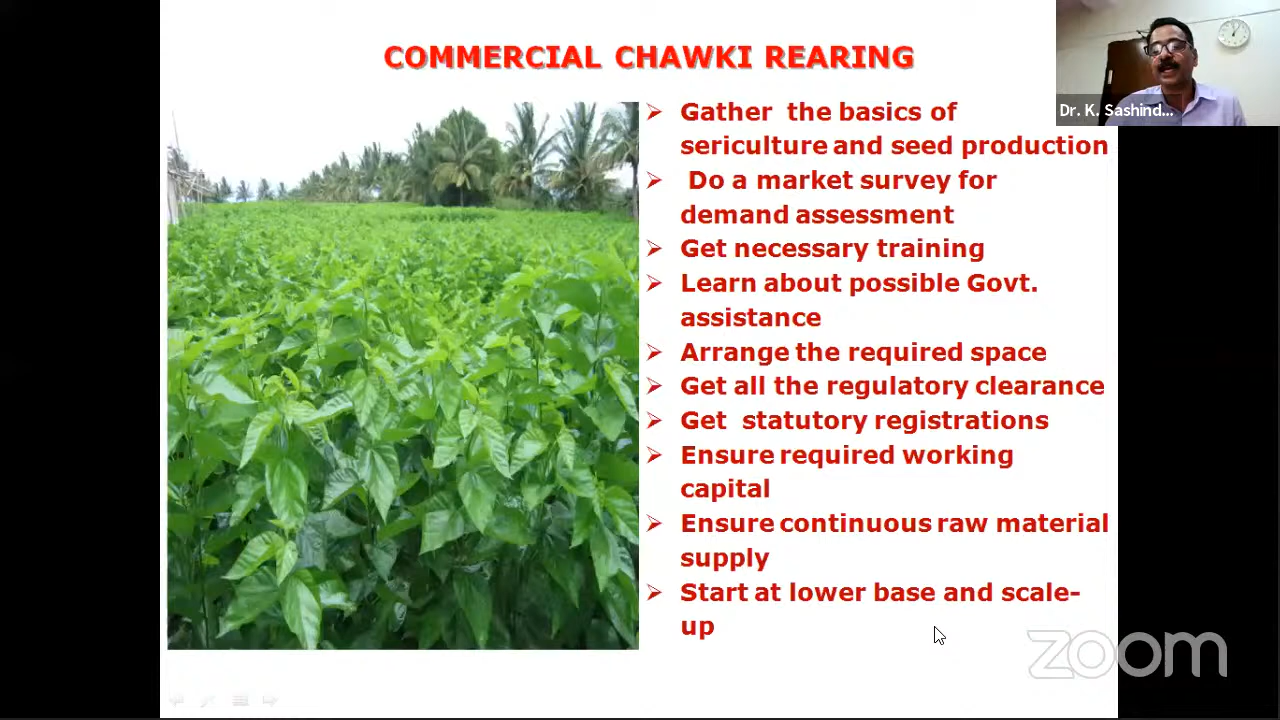 COMMERCIAL CHAWKI REARING
Dr. K. Sashind...
➢ Gather the basics of
sericulture and seed production
➢ Do a market survey for
demand assessment
➢ Get necessary training
➢ Learn about possible Govt.
assistance
➢ Arrange the required space
➢ Get all the regulatory clearance
➢ Get statutory registrations
➢ Ensure required working
capital
➢ Ensure continuous raw material
supply
➢ Start at lower base and scale-
up
zoom